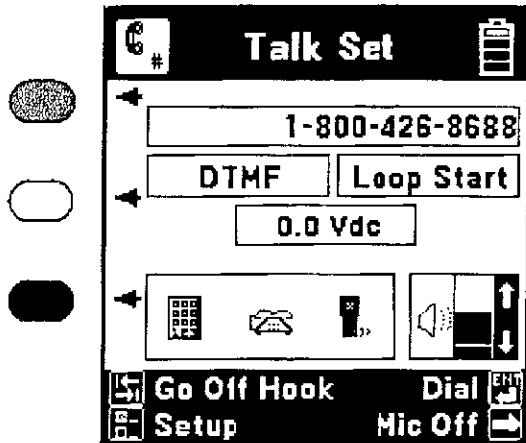 # Talk Set
1-800-426-8688
DTMF Loop Start
0.0 Vdc
Go Off Hook Dial ENT
Setup Mic Off